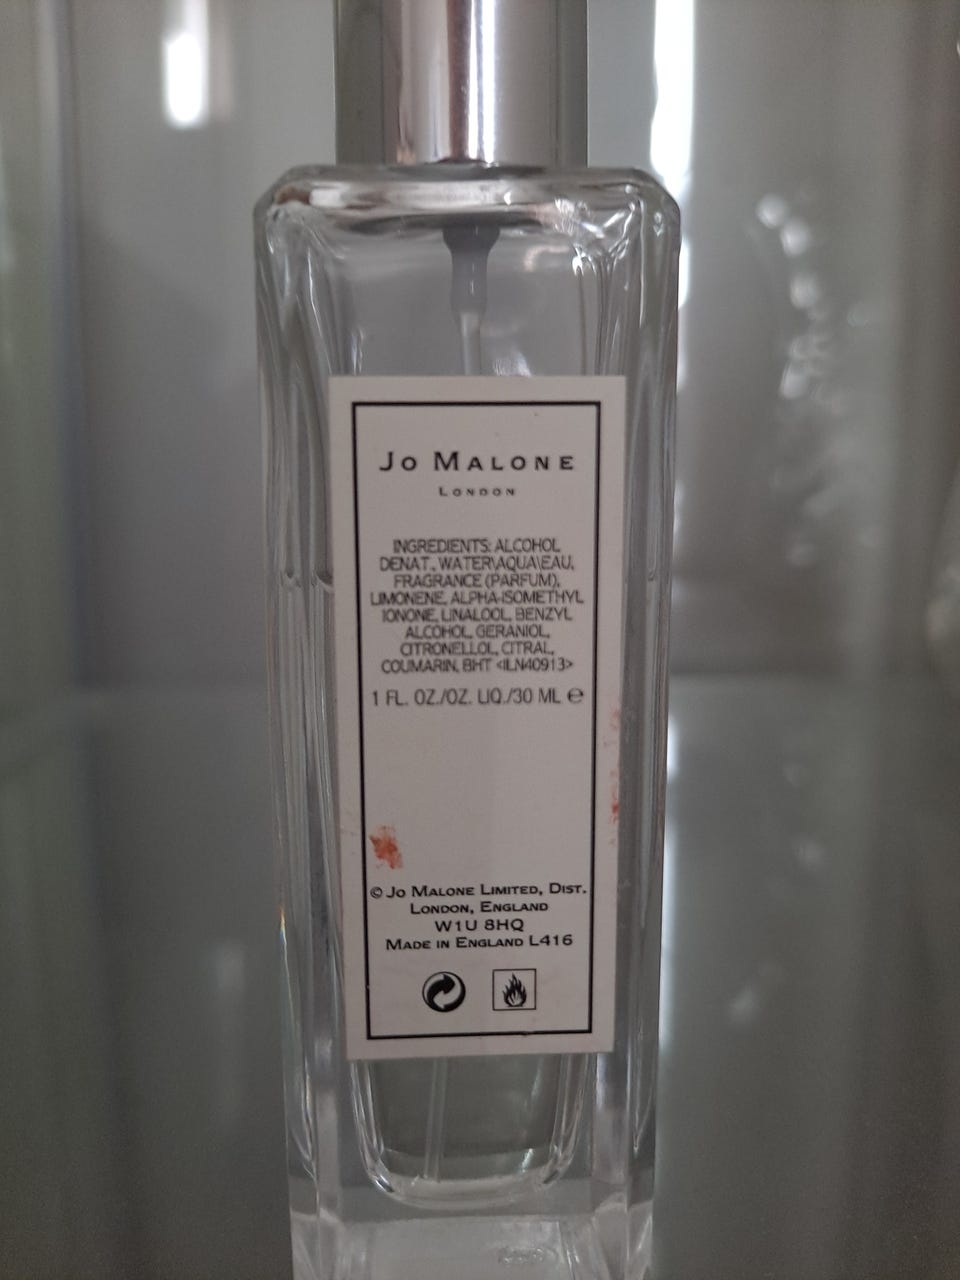 JO MALONE
LONDON
INGREDIENTS: ALCOHOL
DENAT., WATER\AQUA\EAU,
FRAGRANCE (PARFUM),
LIMONENE, ALPHA-ISOMETHYL
IONONE, LINALOOL, BENZYL
ALCOHOL, GERANIOL,
CITRONELLOL, CITRAL,
COUMARIN, BHT <ILN40913>
1 FL. OZ./OZ. LIQ./30 ML ℮
© JO MALONE LIMITED, DIST.
LONDON, ENGLAND
W1U 8HQ
MADE IN ENGLAND L416